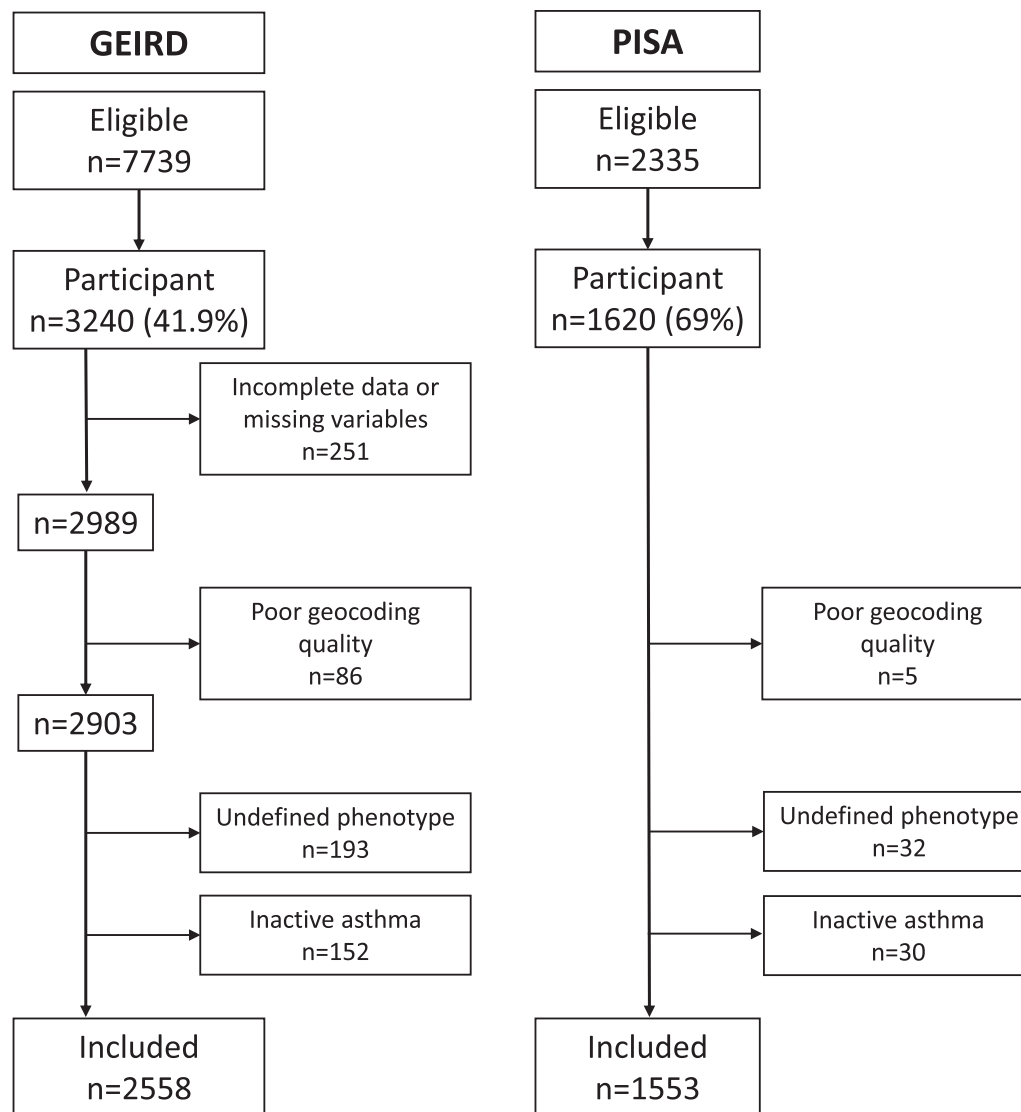 GEIRD
Eligible
n=7739
Participant
n=3240 (41.9%)
Incomplete data or
missing variables
n=251
n=2989
Poor geocoding
quality
n=86
n=2903
Undefined phenotype
n=193
Inactive asthma
n=152
Included
n=2558
PISA
Eligible
n=2335
Participant
n=1620 (69%)
Poor geocoding
quality
n=5
Undefined phenotype
n=32
Inactive asthma
n=30
Included
n=1553